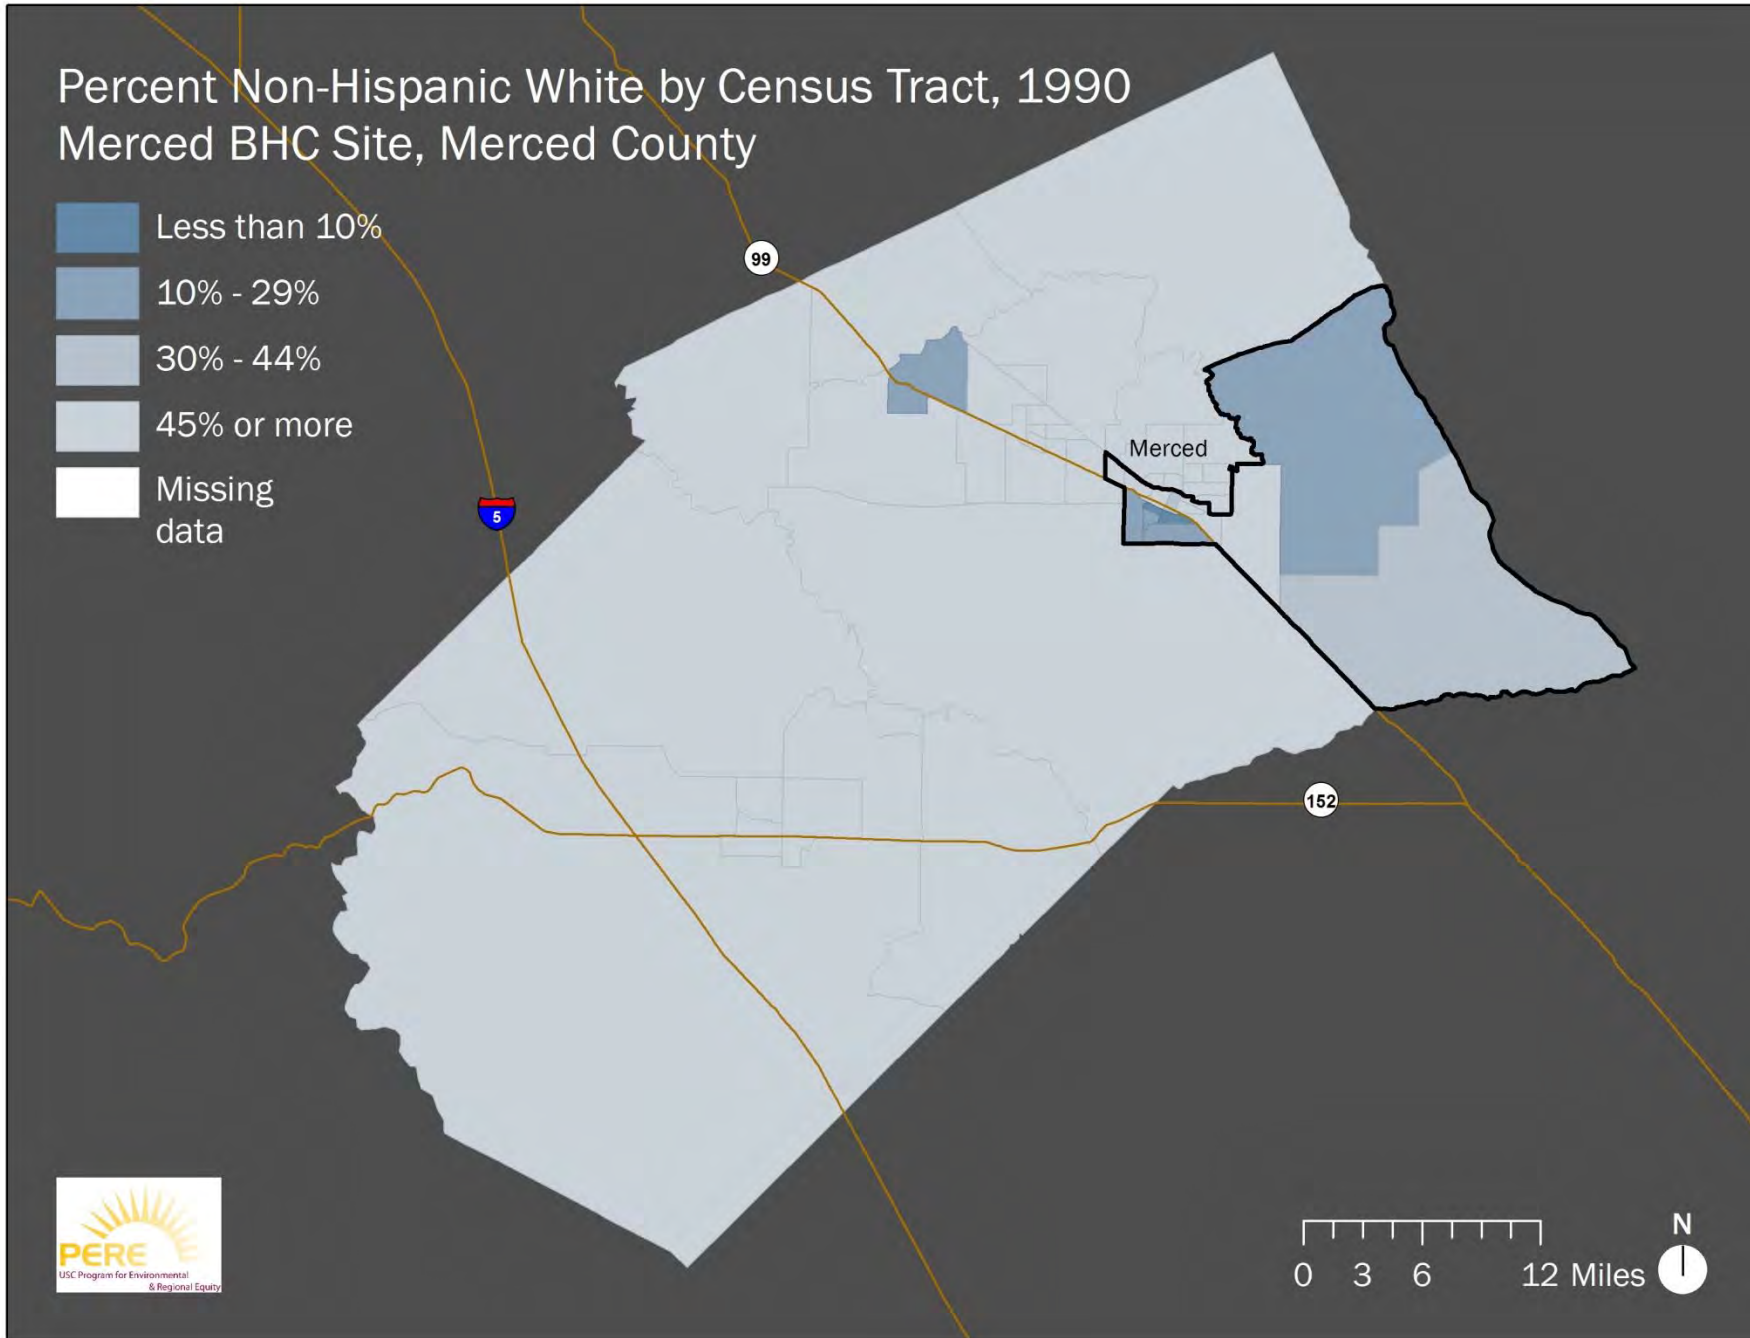 Percent Non-Hispanic White by Census Tract, 1990
Merced BHC Site, Merced County
Less than 10%
10% - 29%
30% - 44%
45% or more
Missing
data
99
Merced
5
152
PERE
USC Program for Environmental
& Regional Equity
N
0 3 6 12 Miles